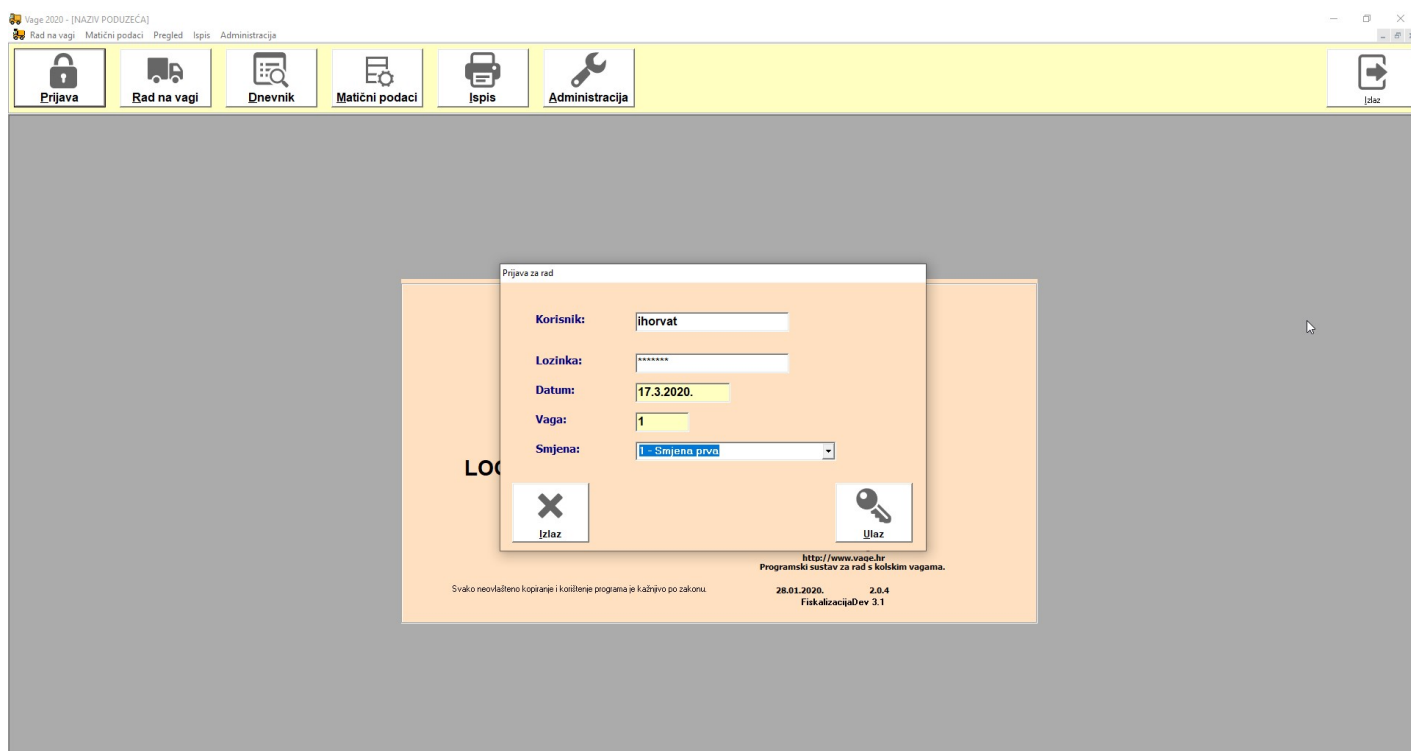 Vage 2020 - [NAZIV PODUZEĆA]
Rad na vagi Matični podaci Pregled Ispis Administracija
Prijava Rad na vagi Dnevnik Matični podaci Ispis Administracija Izlaz
Prijava za rad
Korisnik: ihorvat
Lozinka: *******
Datum: 17.3.2020.
Vaga: 1
Smjena: 1 - Smjena prva
Izlaz Ulaz
http://www.vage.hr
Programski sustav za rad s kolskim vagama.
Svako neovlašteno kopiranje i korištenje programa je kažnjivo po zakonu. 28.01.2020. 2.0.4
FiskalizacijaDev 3.1